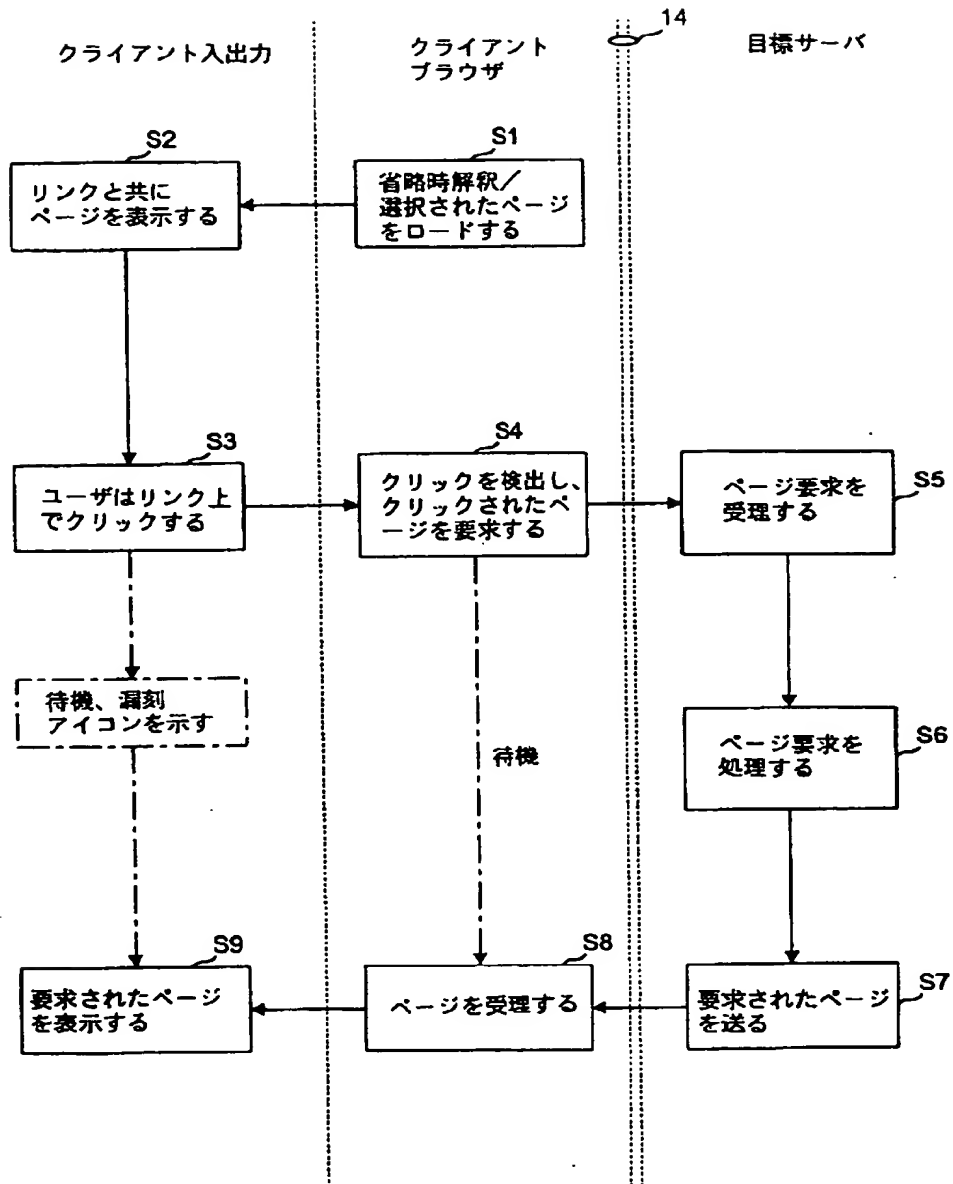 クライアント入出力
クライアント
ブラウザ
14
目標サーバ
S2
リンクと共に
ページを表示する
S1
省略時解釈／
選択されたページ
をロードする
S3
ユーザはリンク上
でクリックする
S4
クリックを検出し、
クリックされたペ
ージを要求する
S5
ページ要求を
受理する
待機、漏刻
アイコンを示す
待機
S6
ページ要求を
処理する
S9
要求されたページ
を表示する
S8
ページを受理する
S7
要求されたページ
を送る